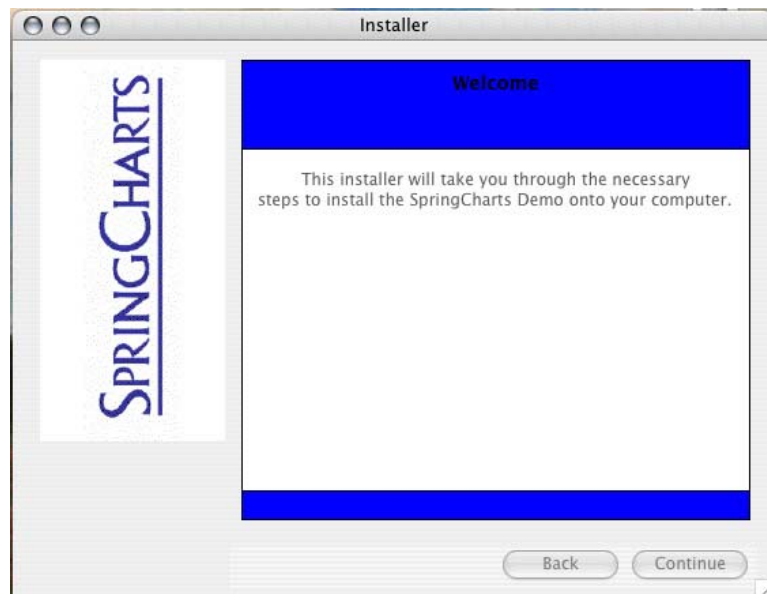 Installer
SPRINGCHARTS
Welcome
This installer will take you through the necessary
steps to install the SpringCharts Demo onto your computer.
Back
Continue